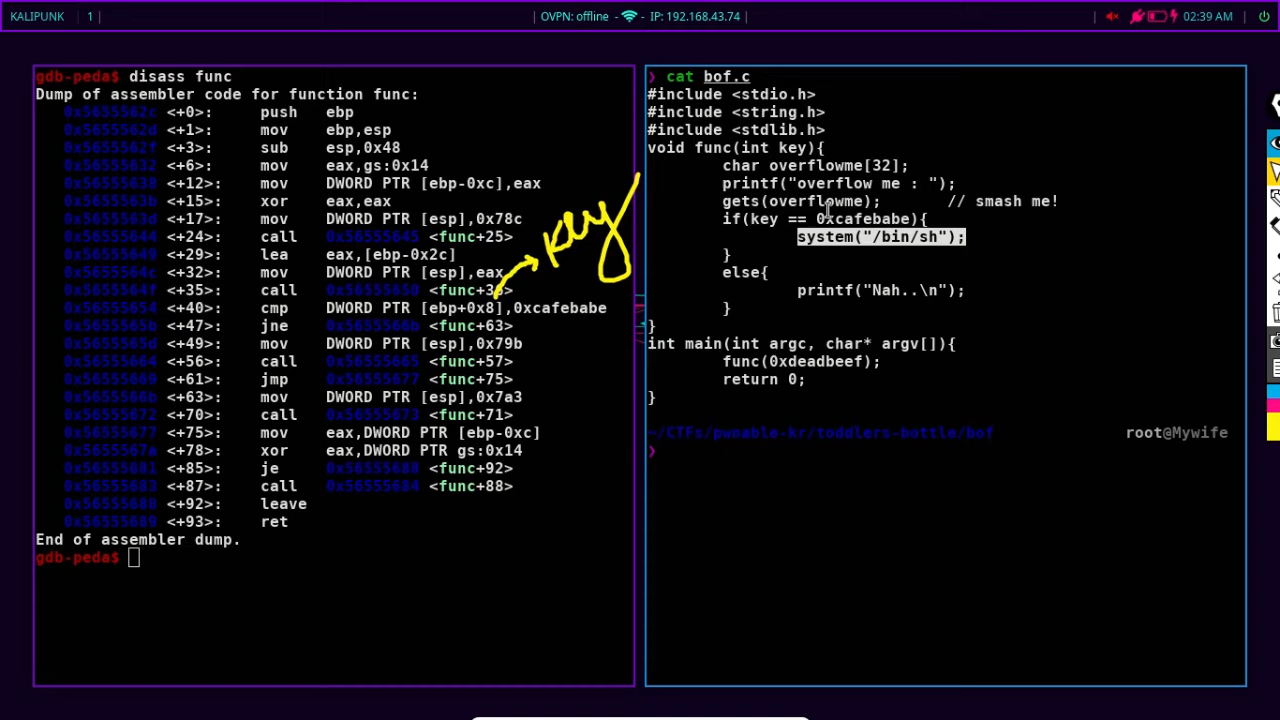 KALIPUNK 1 | OVPN: offline - - IP: 192.168.43.74 | 02:39 AM
gdb-peda$ disass func
Dump of assembler code for function func:
0x5655562c <+0>: push ebp
0x5655562d <+1>: mov ebp,esp
0x5655562f <+3>: sub esp,0x48
0x56555632 <+6>: mov eax,gs:0x14
0x56555638 <+12>: mov DWORD PTR [ebp-0xc],eax
0x5655563b <+15>: xor eax,eax
0x5655563d <+17>: mov DWORD PTR [esp],0x78c
0x56555644 <+24>: call 0x56555645 <func+25>
0x56555649 <+29>: lea eax,[ebp-0x2c]
0x5655564c <+32>: mov DWORD PTR [esp],eax
0x5655564f <+35>: call 0x56555650 <func+36>
0x56555654 <+40>: cmp DWORD PTR [ebp+0x8],0xcafebabe
0x5655565b <+47>: jne 0x5655566b <func+63>
0x5655565d <+49>: mov DWORD PTR [esp],0x79b
0x56555664 <+56>: call 0x56555665 <func+57>
0x56555669 <+61>: jmp 0x56555677 <func+75>
0x5655566b <+63>: mov DWORD PTR [esp],0x7a3
0x56555672 <+70>: call 0x56555673 <func+71>
0x56555677 <+75>: mov eax,DWORD PTR [ebp-0xc]
0x5655567a <+78>: xor eax,DWORD PTR gs:0x14
0x56555681 <+85>: je 0x56555688 <func+92>
0x56555683 <+87>: call 0x56555684 <func+88>
0x56555688 <+92>: leave
0x56555689 <+93>: ret
End of assembler dump.
gdb-peda$
key
❯ cat bof.c
#include <stdio.h>
#include <string.h>
#include <stdlib.h>
void func(int key){
char overflowme[32];
printf("overflow me : ");
gets(overflowme); // smash me!
if(key == 0xcafebabe){
system("/bin/sh");
}
else{
printf("Nah..\n");
}
}
int main(int argc, char* argv[]){
func(0xdeadbeef);
return 0;
}
~/CTFs/pwnable-kr/toddlers-bottle/bof root@Mywife
❯